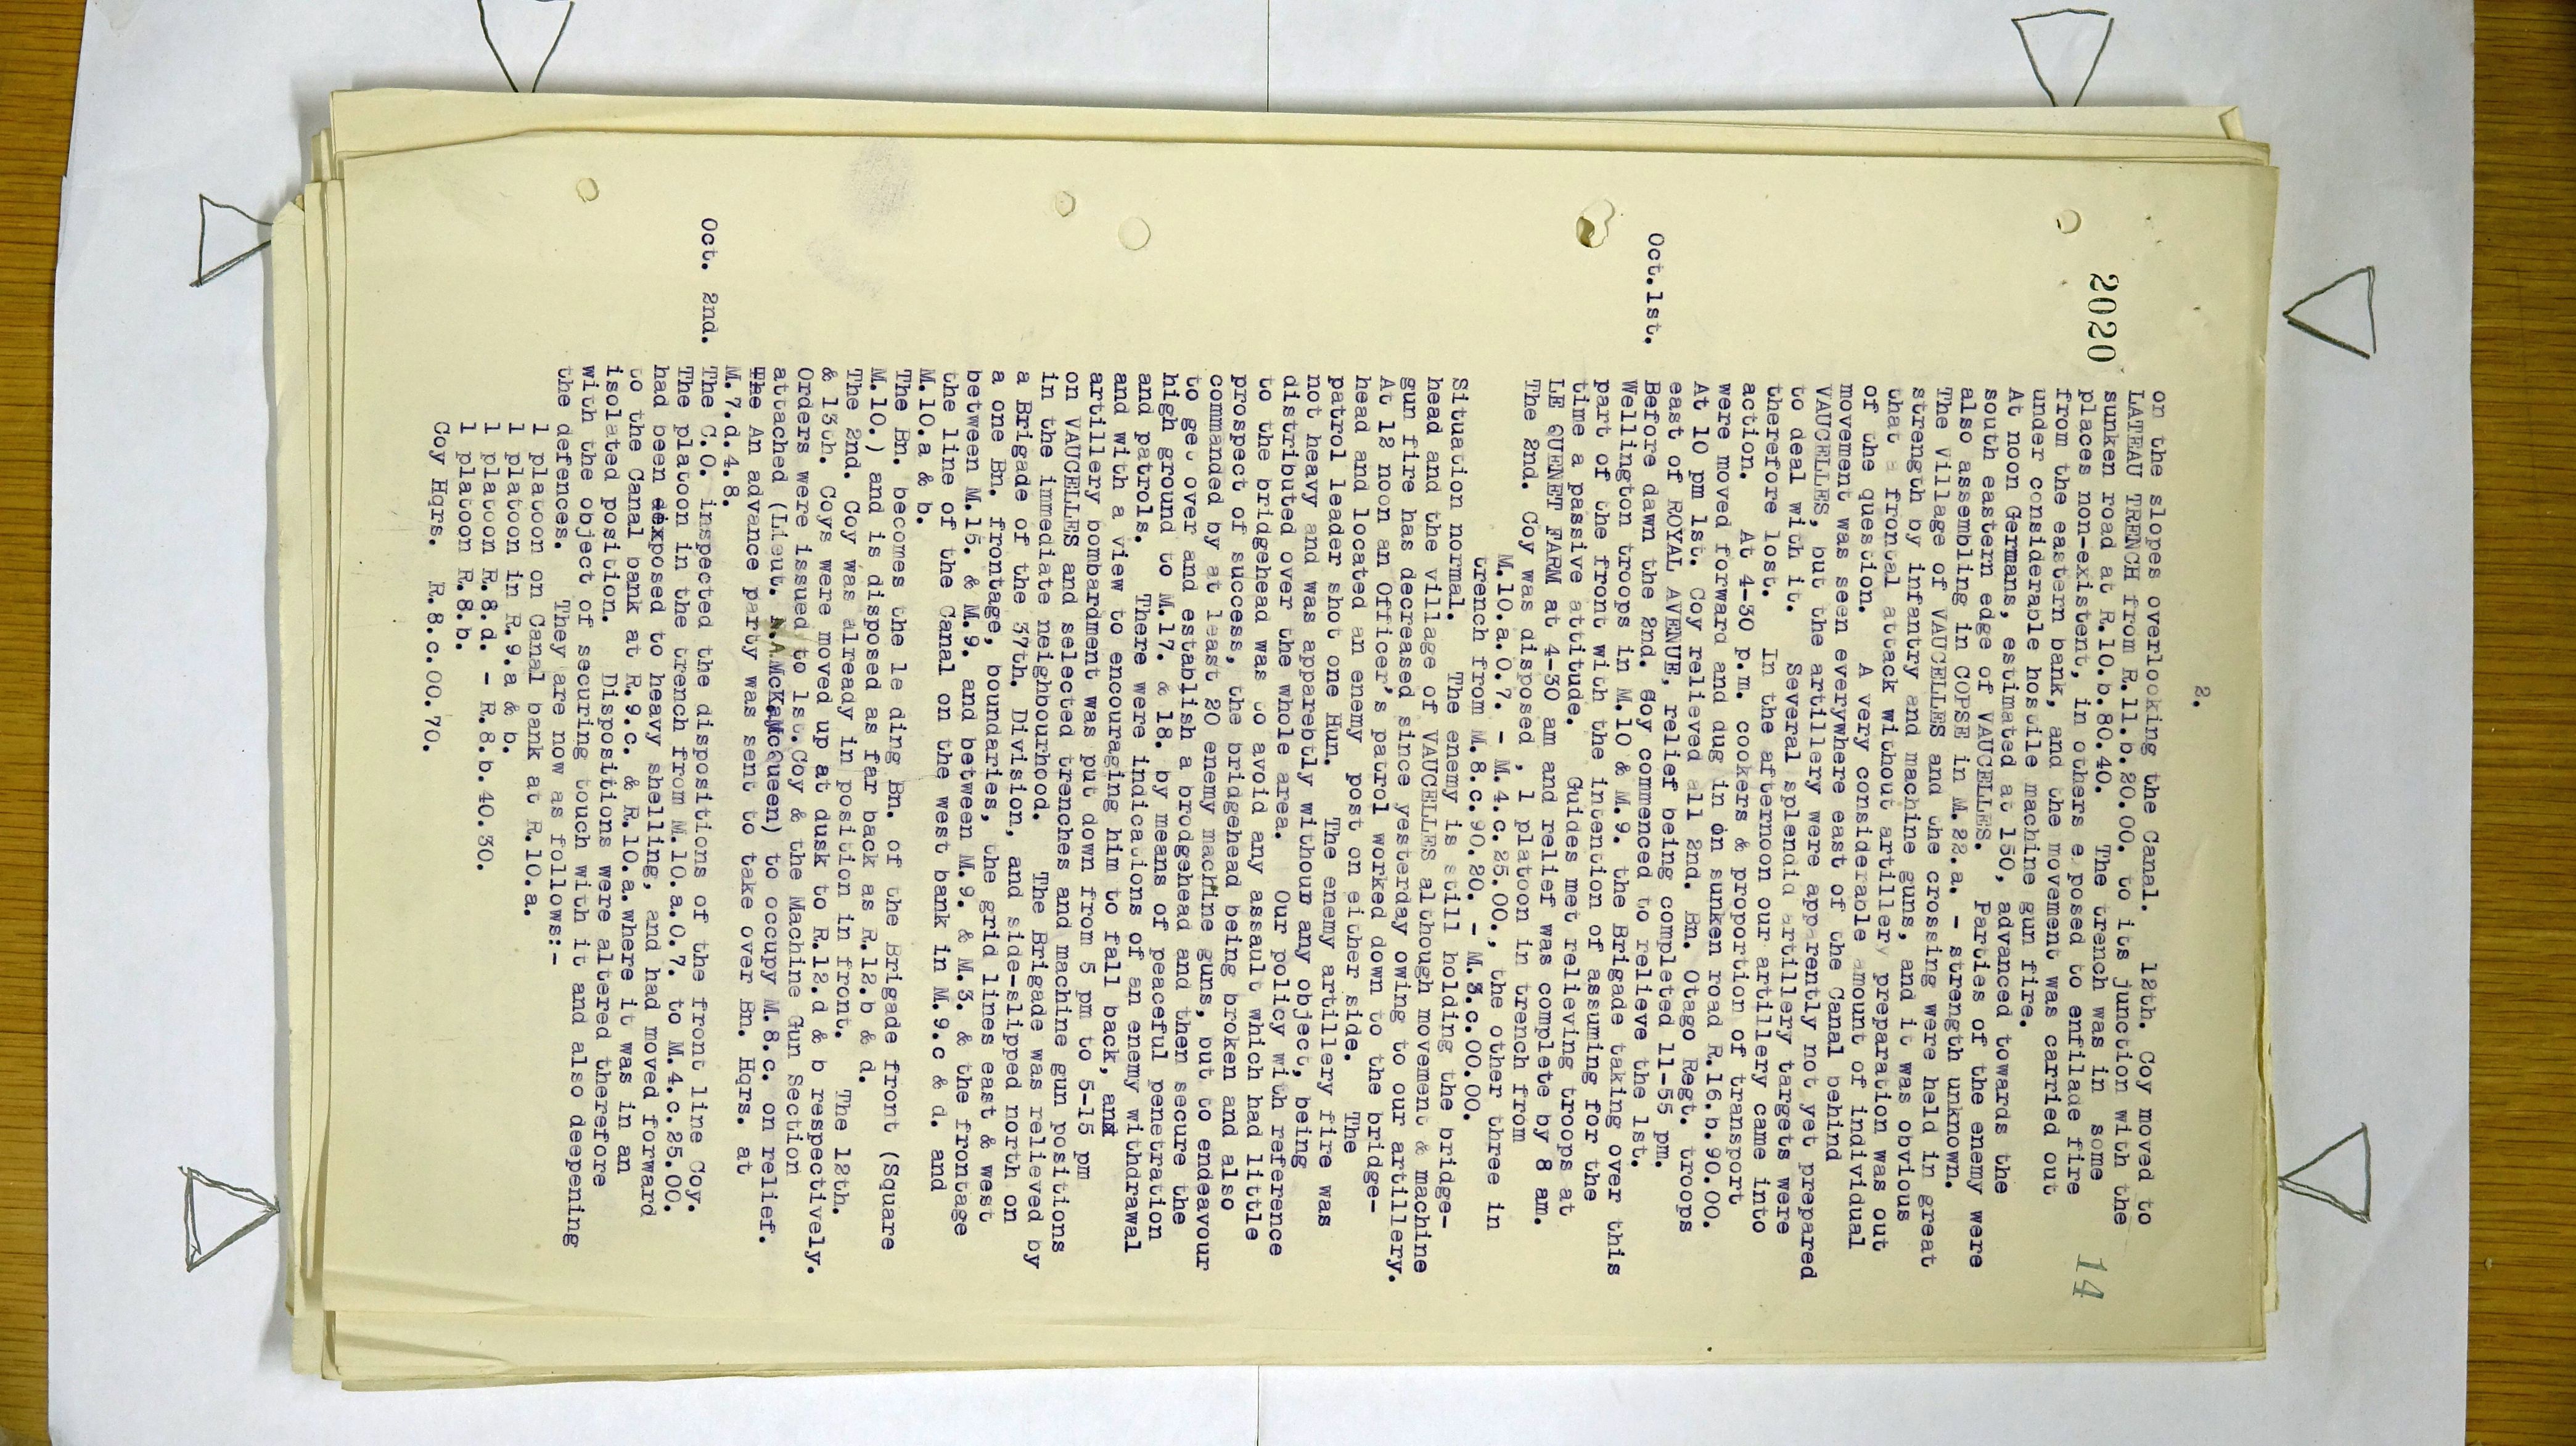 2.
2020
14
on the slopes overlooking the Canal. 12th. Coy moved to
LATEAU TRENCH from R.11.b.20.00. to its junction with the
sunken road at R.10.b.80.40. The trench was in some
places non-existent, in others e posed to enfilade fire
from the eastern bank, and the movement was carried out
under considerable hostile machine gun fire.
At noon Germans, estimated at 150, advanced towards the
south eastern edge of VAUCELLES. Parties of the enemy were
also assembling in COPSE in M.22.a. - strength unknown.
The village of VAUCELLES and the crossing were held in great
strength by infantry and machine guns, and it was obvious
that a frontal attack without artillery preparation was out
of the question. A very considerable amount of individual
movement was seen everywhere east of the Canal behind
VAUCELLES, but the artillery were apparently not yet prepared
to deal with it. Several splendid artillery targets were
therefore lost. In the afternoon our artillery came into
action. At 4-30 p.m. cookers & proportion of transport
were moved forward and dug in on sunken road R.16.b.90.00.
At 10 pm 1st. Coy relieved all 2nd. Bn. Otago Regt. troops
east of ROYAL AVENUE, relief being completed 11-55 pm.
Oct.1st. Before dawn the 2nd. Coy commenced to relieve the 1st.
Wellington troops in M.10 & M.9. the Brigade taking over this
part of the front with the intention of assuming for the
time a passive attitude. Guides met relieving troops at
LE QUENET FARM at 4-30 am and relief was complete by 8 am.
The 2nd. Coy was disposed , 1 platoon in trench from
M.10.a.0.7. - M.4.c.25.00., the other three in
trench from M.8.c.90.20. - M.3.c.00.00.
Situation normal. The enemy is still holding the bridge-
head and the village of VAUCELLES although movement & machine
gun fire has decreased since yesterday owing to our artillery.
At 12 noon an Officer's patrol worked down to the bridge-
head and located an enemy post on either side. The
patrol leader shot one Hun. The enemy artillery fire was
not heavy and was apparebtly withour any object, being
distributed over the whole area. Our policy with reference
to the bridgehead was to avoid any assault which had little
prospect of success, the bridgehead being broken and also
commanded by at least 20 enemy machine guns, but to endeavour
to get over and establish a brodgehead and then secure the
high ground to M.17. & 18. by means of peaceful penetration
and patrols. There were indications of an enemy withdrawal
and with a view to encouraging him to fall back, and
artillery bombardment was put down from 5 pm to 5-15 pm
on VAUCELLES and selected trenches and machine gun positions
in the immediate neighbourhood. The Brigade was relieved by
a Brigade of the 37th. Division, and side-slipped north on
a one Bn. frontage, boundaries, the grid lines east & west
between M.15. & M.9. and between M.9. & M.3. & the frontage
the line of the Canal on the west bank in M.9.c & d. and
M.10.a & b.
The Bn. becomes the le ding Bn. of the Brigade front (Square
M.10.) and is disposed as far back as R.12.b & d.
The 2nd. Coy was already in position in front. The 12th.
& 13th. Coys were moved up at dusk to R.12.d & b respectively.
Orders were issued to 1st.Coy & the Machine Gun Section
attached (Lieut. N.A.McK.McQueen) to occupy M.8.c. on relief.
The An advance party was sent to take over Bn. Hqrs. at
M.7.d.4.8.
Oct. 2nd. The C.O. inspected the dispositions of the front line Coy.
The platoon in the trench from M.10.a.0.7. to M.4.c.25.00.
had been exposed to heavy shelling, and had moved forward
to the Canal bank at R.9.c. & R.10.a.where it was in an
isolated position. Dispositions were altered therefore
with the object of securing touch with it and also deepening
the defences. They are now as follows:-
1 platoon on Canal bank at R.10.a.
1 platoon in R.9.a & b.
1 platoon R.8.d. - R.8.b.40.30.
1 platoon R.8.b.
Coy Hqrs. R.8.c.00.70.